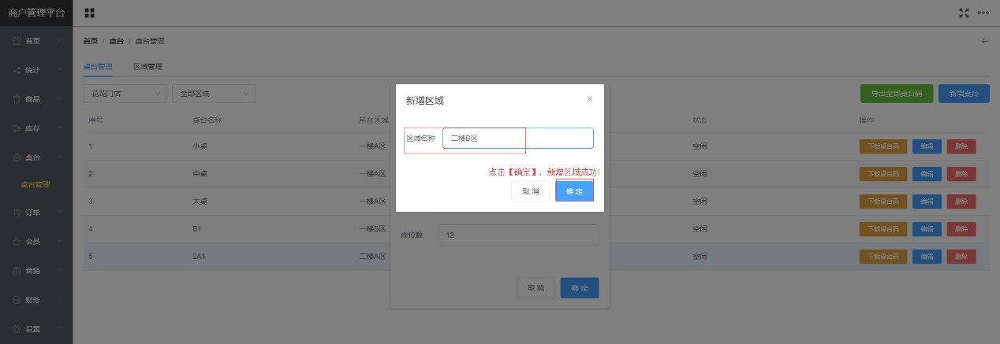 商户管理平台
首页
统计
商品
库存
桌台
桌台管理
订单
会员
营销
财务
设置
首页 / 桌台 / 桌台管理
桌台管理 区域管理
花花门店 全部区域 导出全部桌台码 新增桌台
序号 桌台名称 所在区域 状态 操作
1 小桌 一楼A区 空闲 下载桌台码 编辑 删除
2 中桌 一楼A区 空闲 下载桌台码 编辑 删除
3 大桌 一楼A区 空闲 下载桌台码 编辑 删除
4 B1 一楼B区 空闲 下载桌台码 编辑 删除
5 2A1 二楼A区 空闲 下载桌台码 编辑 删除
新增区域
区域名称 二楼B区
点击【确定】，新增区域成功!
取 消 确 定
座位数 12
取 消 确 定